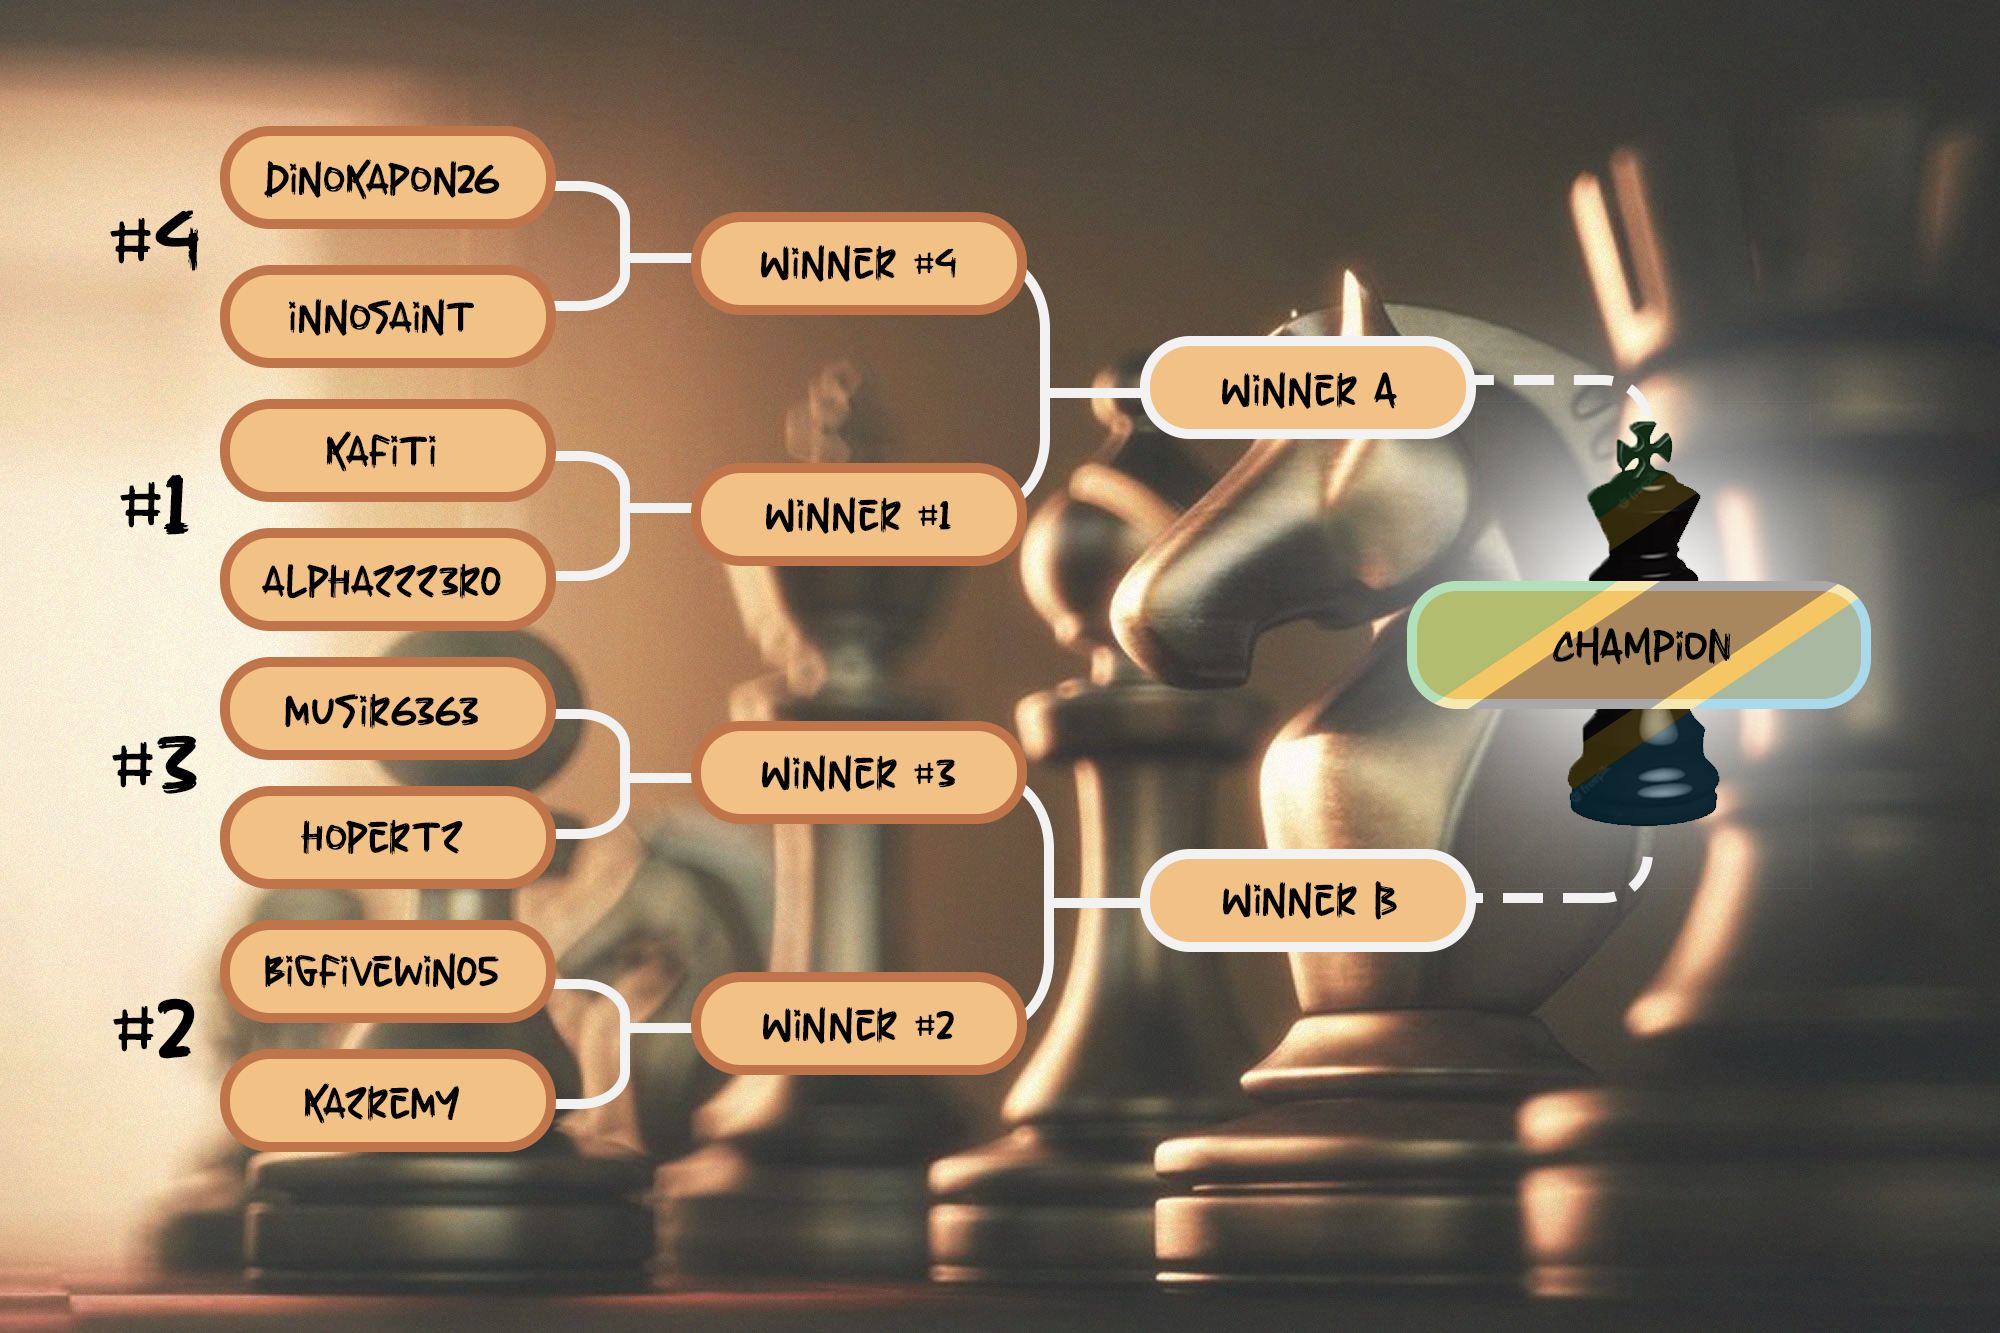 #4
DINOKAPON26
INNOSAINT
WINNER #4
#1
KAFITI
ALPHAZZZ3RO
WINNER #1
WINNER A
#3
MUSIR6363
HOPERTZ
WINNER #3
#2
BIGFIVEWIN05
KAZREMY
WINNER #2
WINNER B
CHAMPION